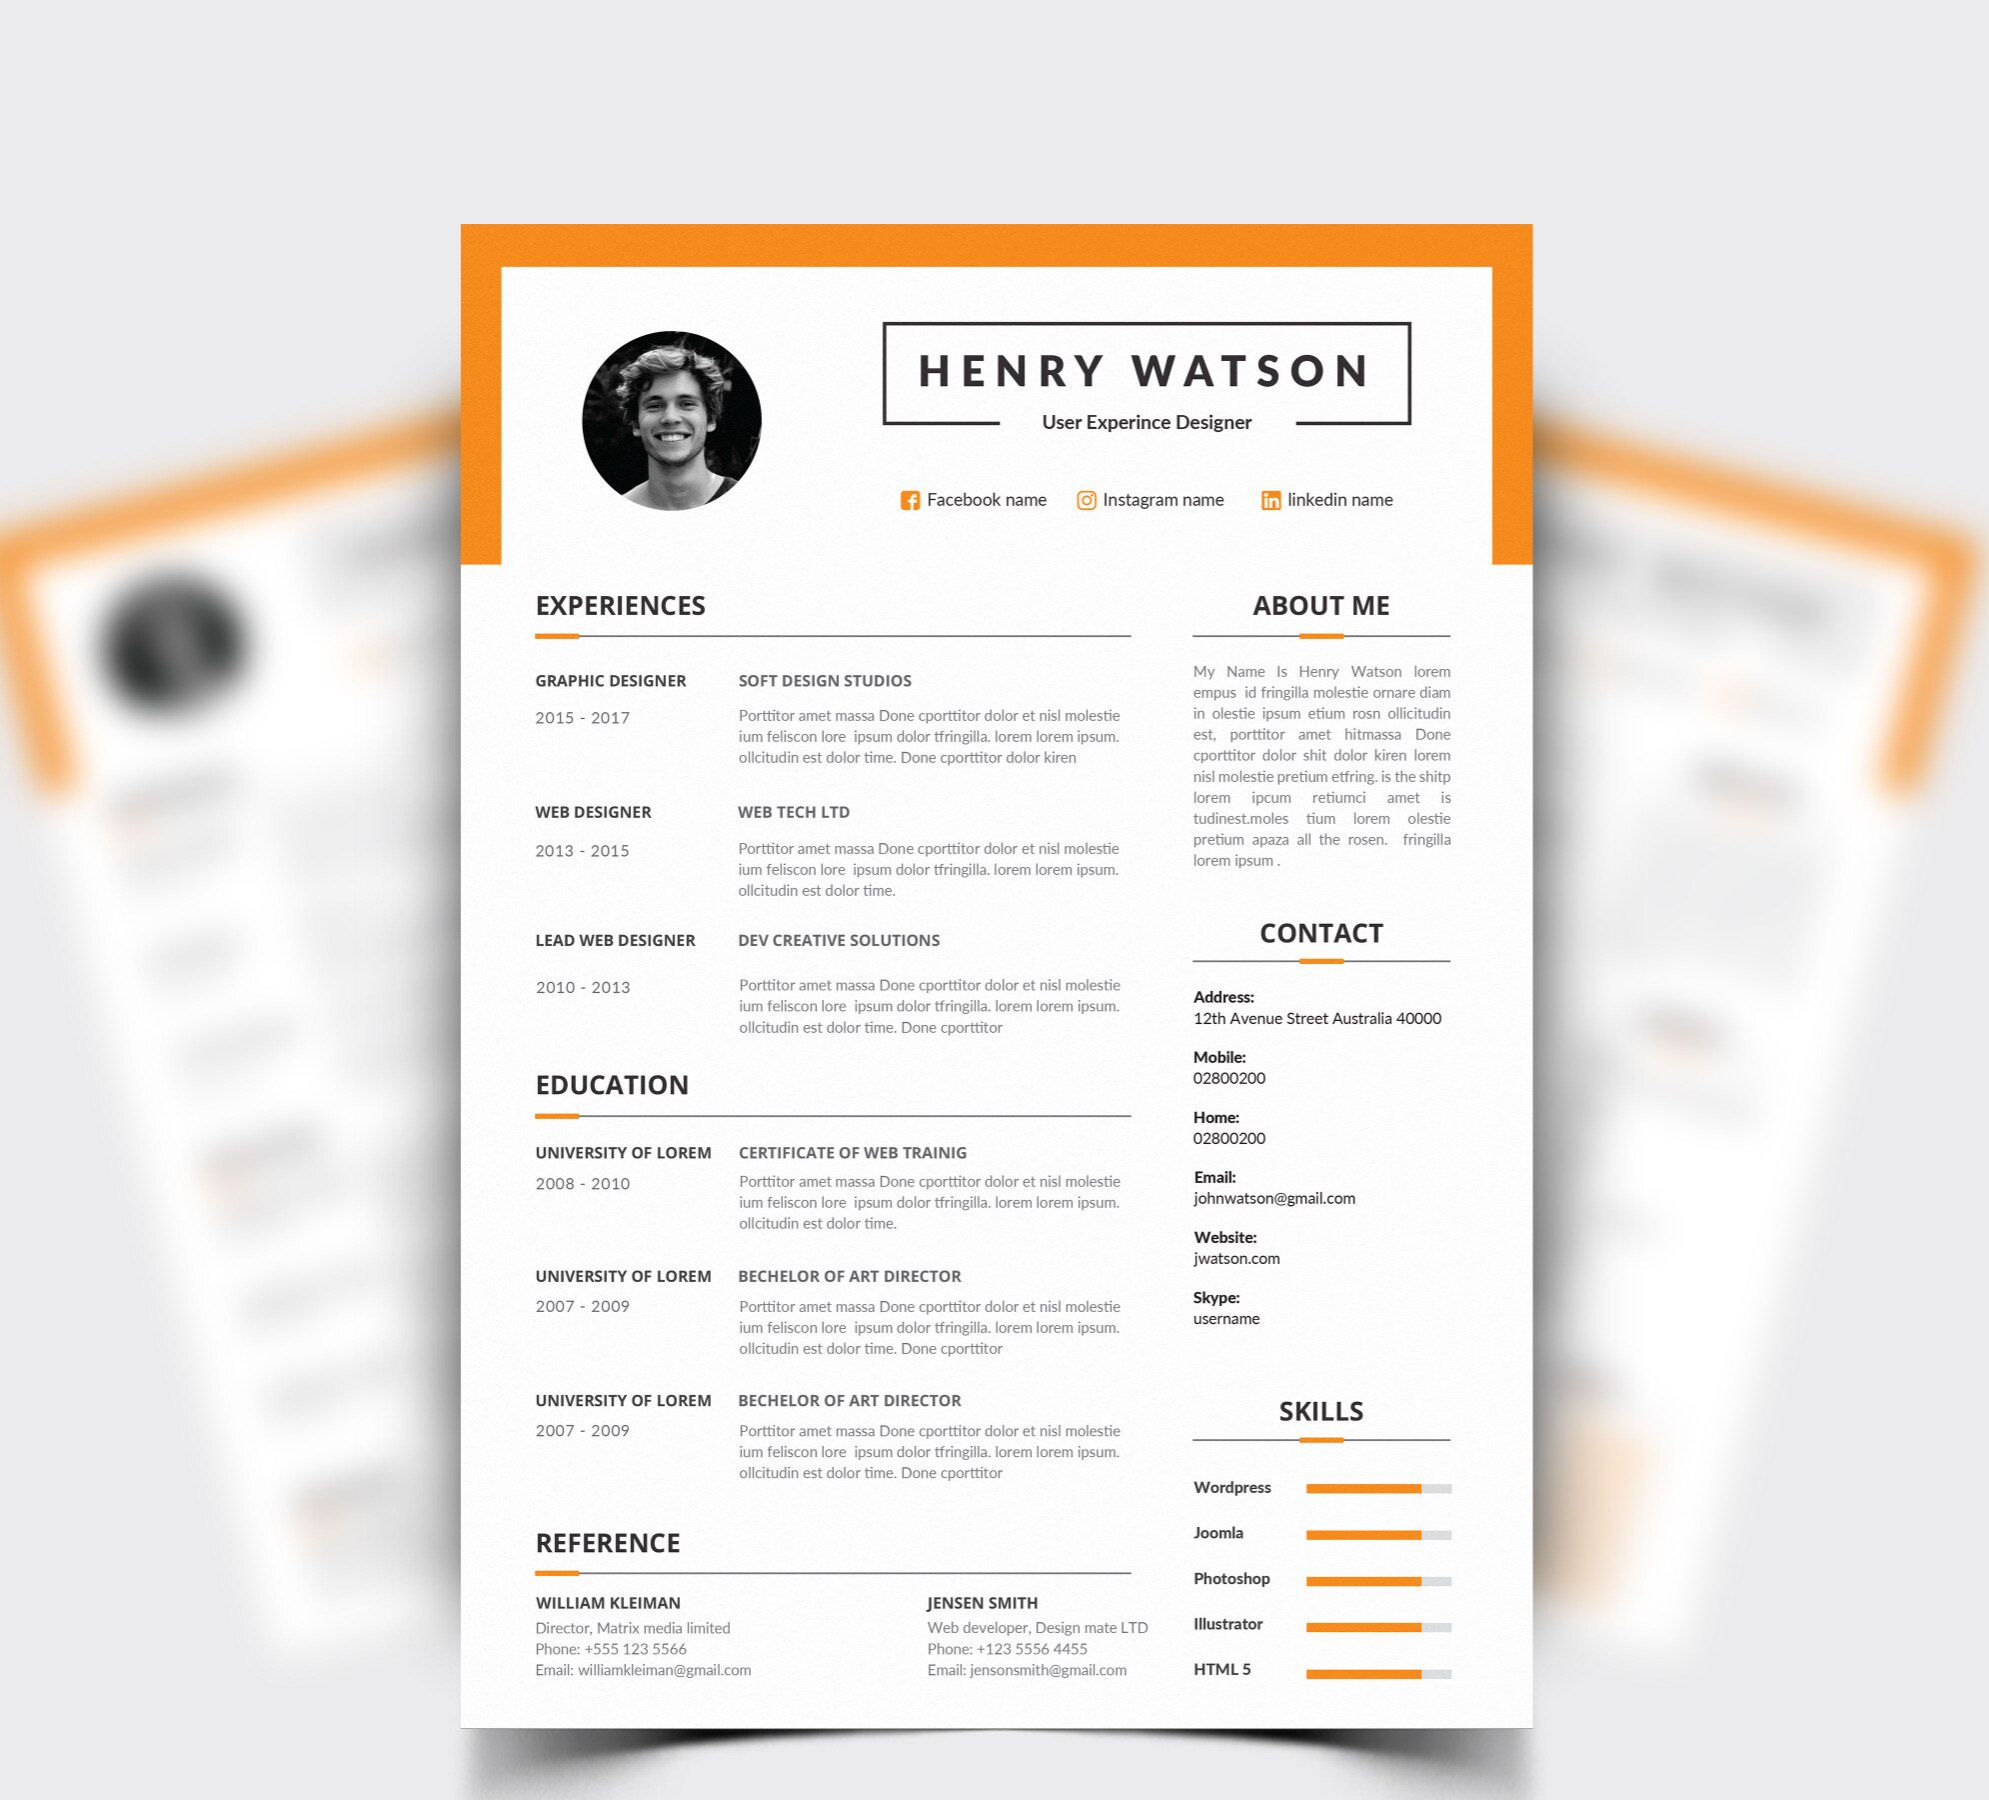 HENRY WATSON
User Experince Designer
Facebook name
Instagram name
linkedin name
EXPERIENCES
GRAPHIC DESIGNER
2015 - 2017
SOFT DESIGN STUDIOS
Porttitor amet massa Done cporttitor dolor et nisl molestie
ium feliscon lore ipsum dolor tfringilla. lorem lorem ipsum.
ollcitudin est dolor time. Done cporttitor dolor kiren
WEB DESIGNER
2013 - 2015
WEB TECH LTD
Porttitor amet massa Done cporttitor dolor et nisl molestie
ium feliscon lore ipsum dolor tfringilla. lorem lorem ipsum.
ollcitudin est dolor time.
LEAD WEB DESIGNER
2010 - 2013
DEV CREATIVE SOLUTIONS
Porttitor amet massa Done cporttitor dolor et nisl molestie
ium feliscon lore ipsum dolor tfringilla. lorem lorem ipsum.
ollcitudin est dolor time. Done cporttitor
EDUCATION
UNIVERSITY OF LOREM
2008 - 2010
CERTIFICATE OF WEB TRAINIG
Porttitor amet massa Done cporttitor dolor et nisl molestie
ium feliscon lore ipsum dolor tfringilla. lorem lorem ipsum.
ollcitudin est dolor time.
UNIVERSITY OF LOREM
2007 - 2009
BECHELOR OF ART DIRECTOR
Porttitor amet massa Done cporttitor dolor et nisl molestie
ium feliscon lore ipsum dolor tfringilla. lorem lorem ipsum.
ollcitudin est dolor time. Done cporttitor
UNIVERSITY OF LOREM
2007 - 2009
BECHELOR OF ART DIRECTOR
Porttitor amet massa Done cporttitor dolor et nisl molestie
ium feliscon lore ipsum dolor tfringilla. lorem lorem ipsum.
ollcitudin est dolor time. Done cporttitor
REFERENCE
WILLIAM KLEIMAN
Director, Matrix media limited
Phone: +555 123 5566
Email: williamkleiman@gmail.com
JENSEN SMITH
Web developer, Design mate LTD
Phone: +123 5556 4455
Email: jensonsmith@gmail.com
ABOUT ME
My Name Is Henry Watson lorem
empus id fringilla molestie ornare diam
in olestie ipsum etium rosn ollicitudin
est, porttitor amet hitmassa Done
cporttitor dolor shit dolor kiren lorem
nisl molestie pretium etfring. is the shitp
lorem ipcum retiumci amet is
tudinest.moles tium lorem olestie
pretium apaza all the rosen. fringilla
lorem ipsum .
CONTACT
Address:
12th Avenue Street Australia 40000
Mobile:
02800200
Home:
02800200
Email:
johnwatson@gmail.com
Website:
jwatson.com
Skype:
username
SKILLS
Wordpress
Joomla
Photoshop
Illustrator
HTML 5